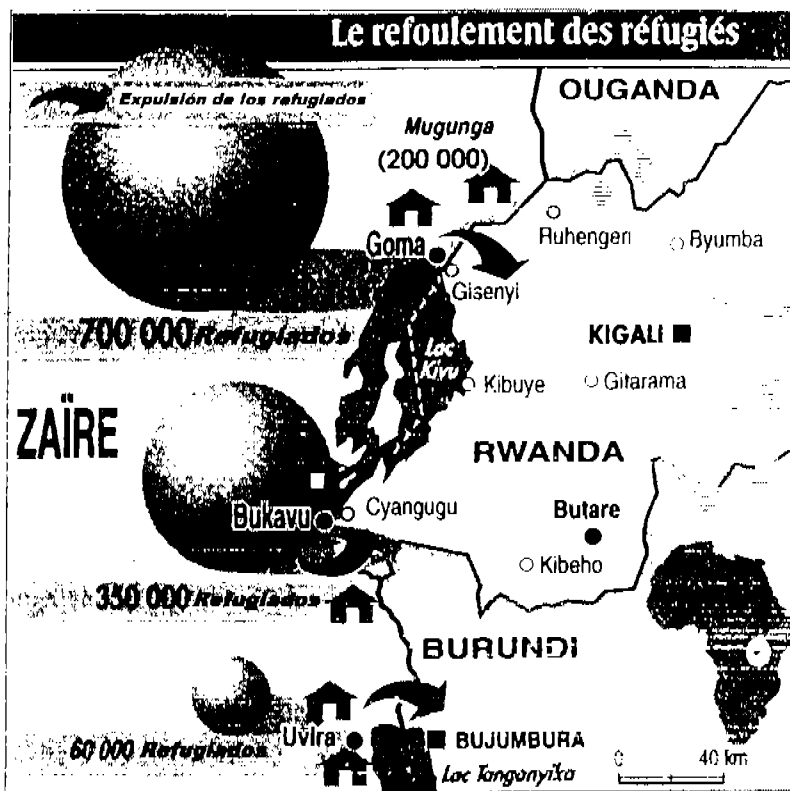 Le refoulement des réfugiés
Expulsión de los refugiados
OUGANDA
Mugunga
(200 000)
Goma
Ruhengeri
Byumba
Gisenyi
700 000 Refugiados
Lac
Kivu
KIGALI
Kibuye
Gitarama
ZAÏRE
RWANDA
Bukavu
Cyangugu
Butare
Kibeho
350 000 Refugiados
BURUNDI
60 000 Refugiados
Uvira
BUJUMBURA
Lac Tanganyika
0 40 km